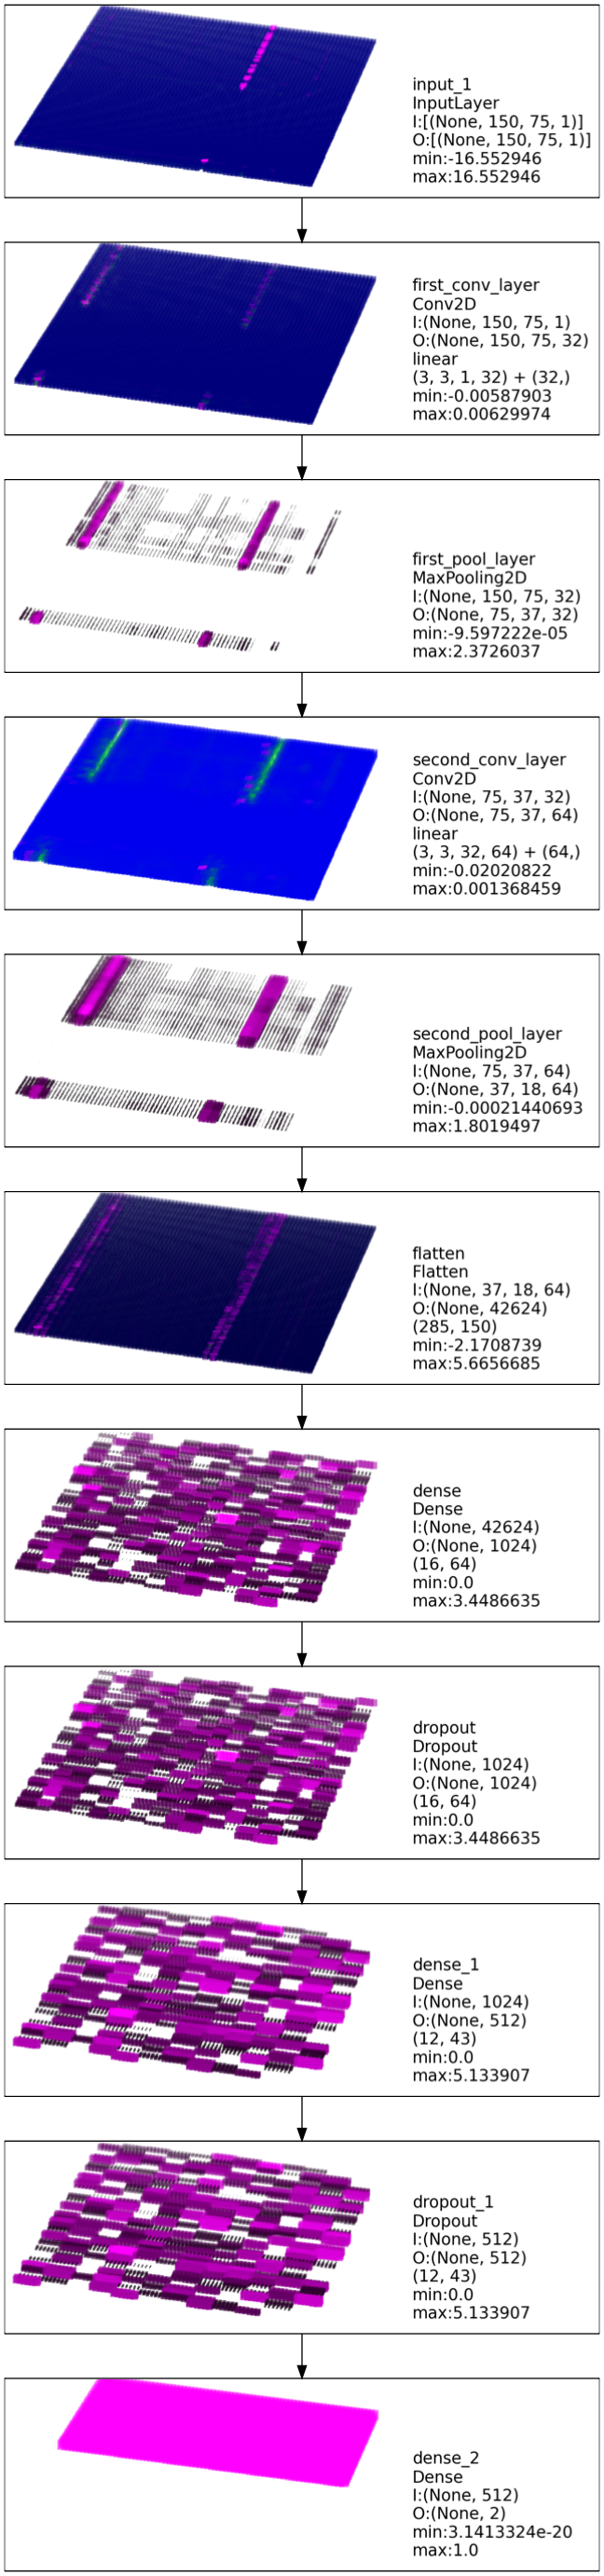 input_1
InputLayer
I:[(None, 150, 75, 1)]
O:[(None, 150, 75, 1)]
min:-16.552946
max:16.552946
first_conv_layer
Conv2D
I:(None, 150, 75, 1)
O:(None, 150, 75, 32)
linear
(3, 3, 1, 32) + (32,)
min:-0.00587903
max:0.00629974
first_pool_layer
MaxPooling2D
I:(None, 150, 75, 32)
O:(None, 75, 37, 32)
min:-9.597222e-05
max:2.3726037
second_conv_layer
Conv2D
I:(None, 75, 37, 32)
O:(None, 75, 37, 64)
linear
(3, 3, 32, 64) + (64,)
min:-0.02020822
max:0.001368459
second_pool_layer
MaxPooling2D
I:(None, 75, 37, 64)
O:(None, 37, 18, 64)
min:-0.00021440693
max:1.8019497
flatten
Flatten
I:(None, 37, 18, 64)
O:(None, 42624)
(285, 150)
min:-2.1708739
max:5.6656685
dense
Dense
I:(None, 42624)
O:(None, 1024)
(16, 64)
min:0.0
max:3.4486635
dropout
Dropout
I:(None, 1024)
O:(None, 1024)
(16, 64)
min:0.0
max:3.4486635
dense_1
Dense
I:(None, 1024)
O:(None, 512)
(12, 43)
min:0.0
max:5.133907
dropout_1
Dropout
I:(None, 512)
O:(None, 512)
(12, 43)
min:0.0
max:5.133907
dense_2
Dense
I:(None, 512)
O:(None, 2)
min:3.1413324e-20
max:1.0